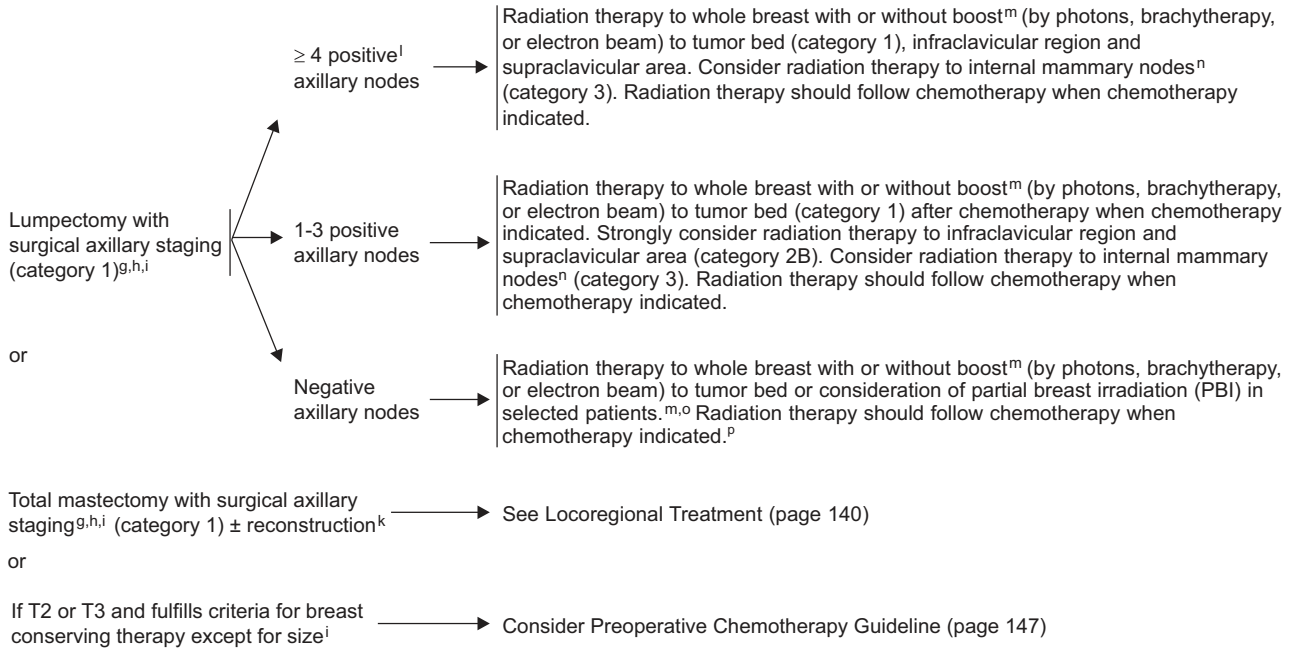 ≥ 4 positivel
axillary nodes
Radiation therapy to whole breast with or without boostm (by photons, brachytherapy,
or electron beam) to tumor bed (category 1), infraclavicular region and
supraclavicular area. Consider radiation therapy to internal mammary nodesn
(category 3). Radiation therapy should follow chemotherapy when chemotherapy
indicated.
Lumpectomy with
surgical axillary staging
(category 1)g,h,i
1-3 positive
axillary nodes
Radiation therapy to whole breast with or without boostm (by photons, brachytherapy,
or electron beam) to tumor bed (category 1) after chemotherapy when chemotherapy
indicated. Strongly consider radiation therapy to infraclavicular region and
supraclavicular area (category 2B). Consider radiation therapy to internal mammary
nodesn (category 3). Radiation therapy should follow chemotherapy when
chemotherapy indicated.
or
Negative
axillary nodes
Radiation therapy to whole breast with or without boostm (by photons, brachytherapy,
or electron beam) to tumor bed or consideration of partial breast irradiation (PBI) in
selected patients.m,o Radiation therapy should follow chemotherapy when
chemotherapy indicated.p
Total mastectomy with surgical axillary
stagingg,h,i (category 1) ± reconstructionk
See Locoregional Treatment (page 140)
or
If T2 or T3 and fulfills criteria for breast
conserving therapy except for sizei
Consider Preoperative Chemotherapy Guideline (page 147)